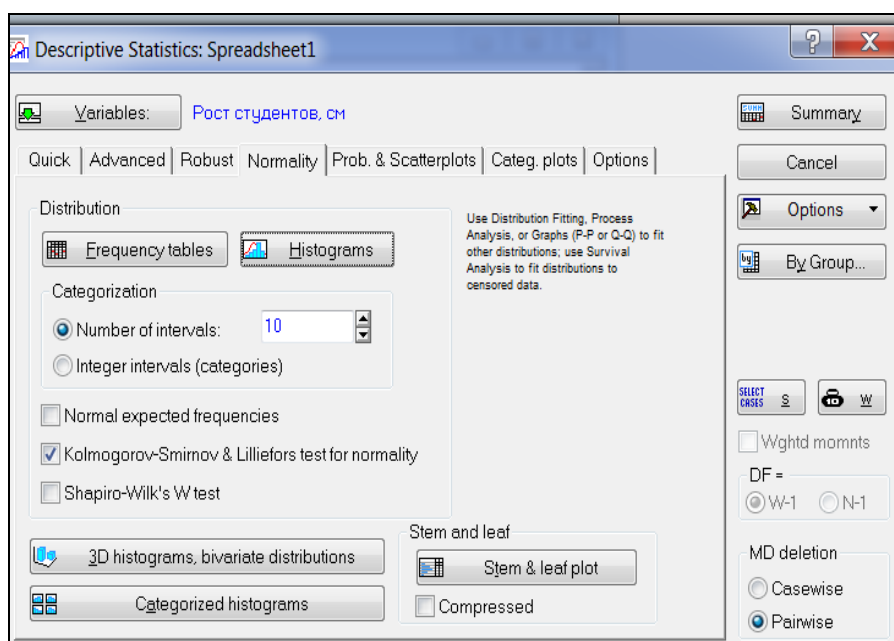 Descriptive Statistics: Spreadsheet1
?
X
Variables:
Рост студентов, см
Quick
Advanced
Robust
Normality
Prob. & Scatterplots
Categ. plots
Options
Distribution
Frequency tables
Histograms
Use Distribution Fitting, Process
Analysis, or Graphs (P-P or Q-Q) to fit
other distributions; use Survival
Analysis to fit distributions to
censored data.
Categorization
Number of intervals:
10
Integer intervals (categories)
Normal expected frequencies
Kolmogorov-Smirnov & Lilliefors test for normality
Shapiro-Wilk's W test
3D histograms, bivariate distributions
Categorized histograms
Stem and leaf
Stem & leaf plot
Compressed
SUMM
Summary
Cancel
Options
by
By Group...
SELECT
CASES
S
10
W
Wghtd momnts
DF =
W-1
N-1
MD deletion
Casewise
Pairwise